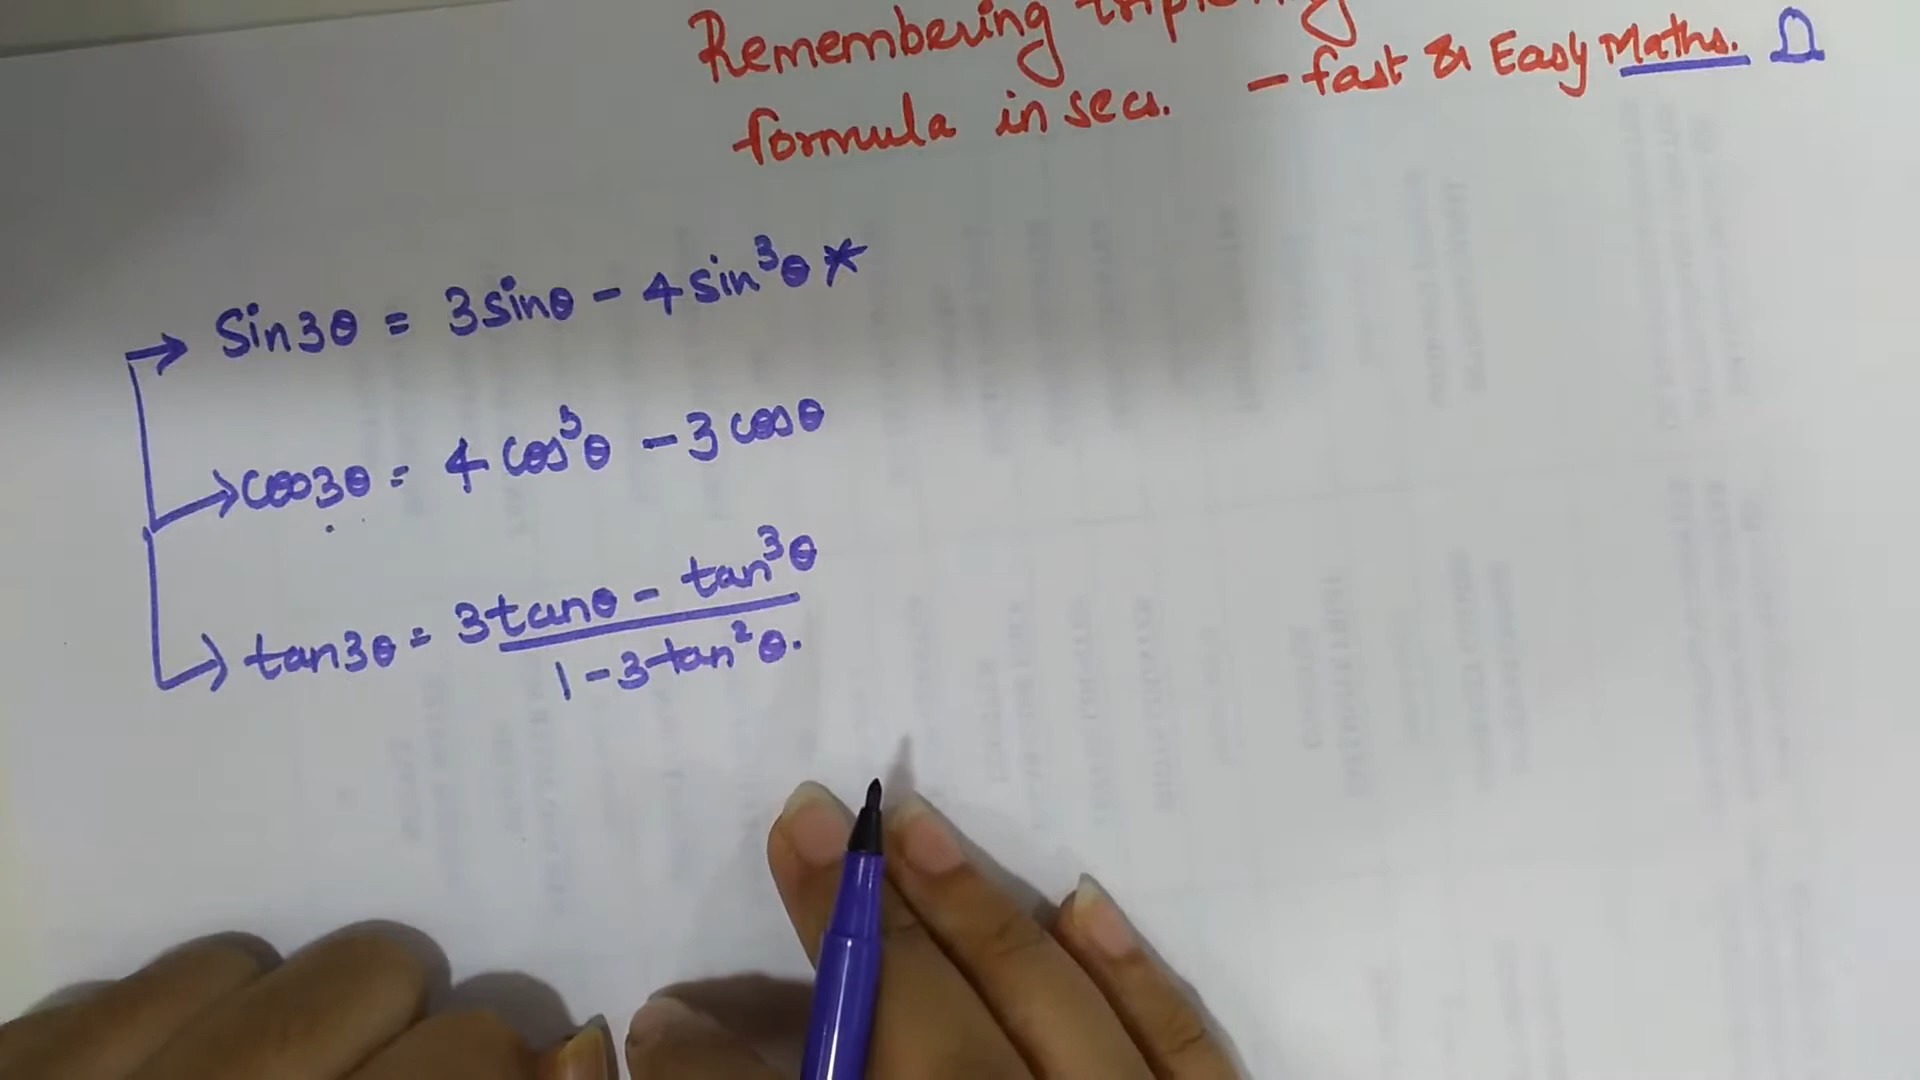 Remembering
formula in secs. - fast & Easy Maths.
Sin3θ = 3sinθ - 4sin³θ *
cos3θ = 4cos³θ - 3cosθ
tan3θ = 3tanθ - tan³θ
1-3tan²θ.